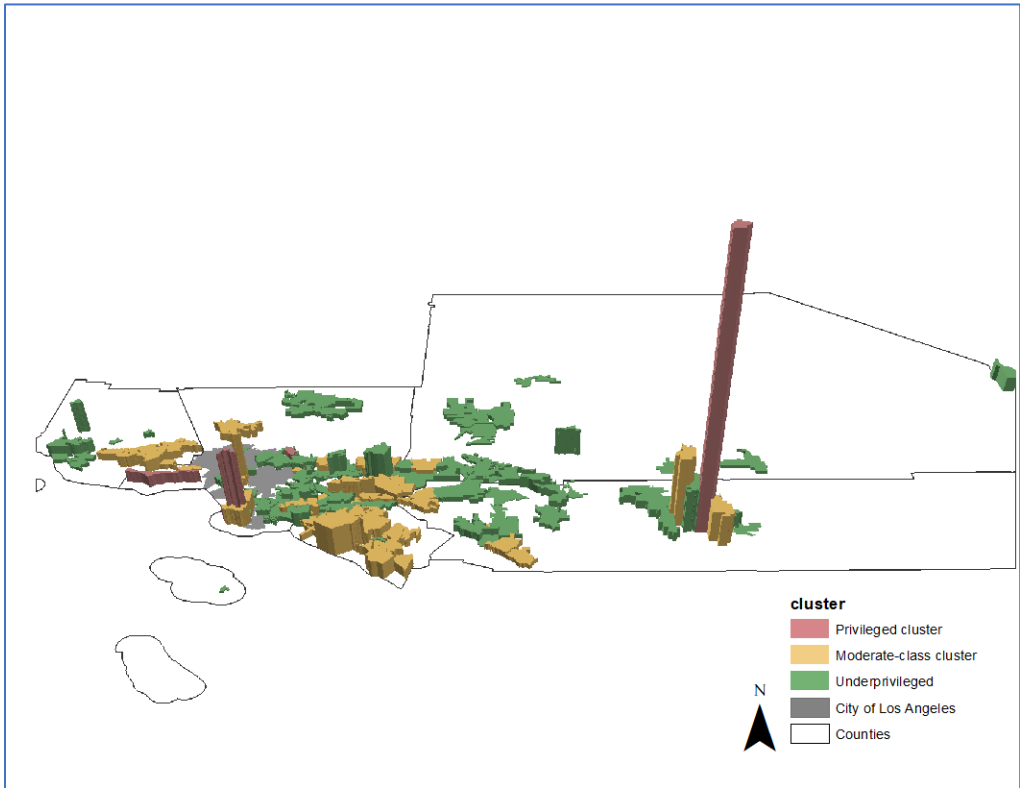 cluster
Privileged cluster
Moderate-class cluster
Underprivileged
City of Los Angeles
Counties
N